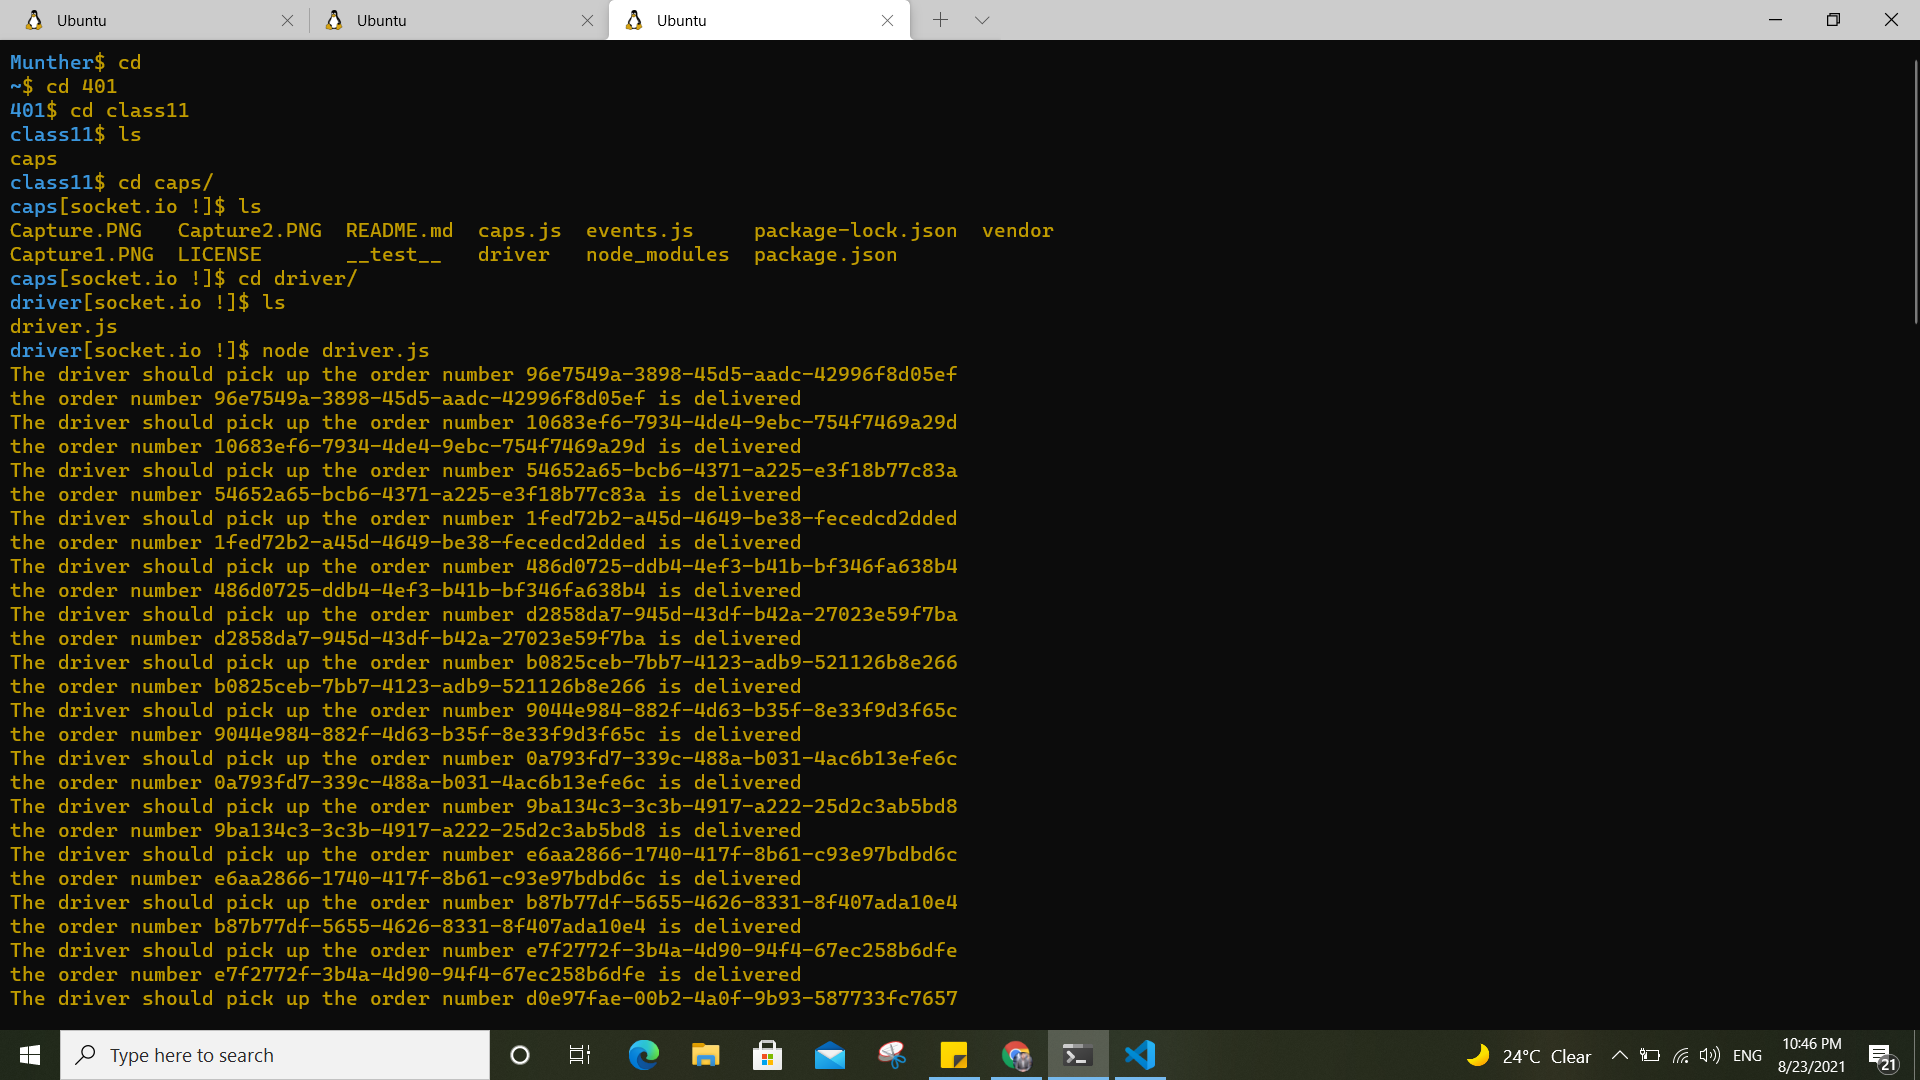 Ubuntu
Ubuntu
Ubuntu
Munther$ cd
~$ cd 401
401$ cd class11
class11$ ls
caps
class11$ cd caps/
caps[socket.io !]$ ls
Capture.PNG Capture2.PNG README.md caps.js events.js package-lock.json vendor
Capture1.PNG LICENSE __test__ driver node_modules package.json
caps[socket.io !]$ cd driver/
driver[socket.io !]$ ls
driver.js
driver[socket.io !]$ node driver.js
The driver should pick up the order number 96e7549a-3898-45d5-aadc-42996f8d05ef
the order number 96e7549a-3898-45d5-aadc-42996f8d05ef is delivered
The driver should pick up the order number 10683ef6-7934-4de4-9ebc-754f7469a29d
the order number 10683ef6-7934-4de4-9ebc-754f7469a29d is delivered
The driver should pick up the order number 54652a65-bcb6-4371-a225-e3f18b77c83a
the order number 54652a65-bcb6-4371-a225-e3f18b77c83a is delivered
The driver should pick up the order number 1fed72b2-a45d-4649-be38-fecedcd2dded
the order number 1fed72b2-a45d-4649-be38-fecedcd2dded is delivered
The driver should pick up the order number 486d0725-ddb4-4ef3-b41b-bf346fa638b4
the order number 486d0725-ddb4-4ef3-b41b-bf346fa638b4 is delivered
The driver should pick up the order number d2858da7-945d-43df-b42a-27023e59f7ba
the order number d2858da7-945d-43df-b42a-27023e59f7ba is delivered
The driver should pick up the order number b0825ceb-7bb7-4123-adb9-521126b8e266
the order number b0825ceb-7bb7-4123-adb9-521126b8e266 is delivered
The driver should pick up the order number 9044e984-882f-4d63-b35f-8e33f9d3f65c
the order number 9044e984-882f-4d63-b35f-8e33f9d3f65c is delivered
The driver should pick up the order number 0a793fd7-339c-488a-b031-4ac6b13efe6c
the order number 0a793fd7-339c-488a-b031-4ac6b13efe6c is delivered
The driver should pick up the order number 9ba134c3-3c3b-4917-a222-25d2c3ab5bd8
the order number 9ba134c3-3c3b-4917-a222-25d2c3ab5bd8 is delivered
The driver should pick up the order number e6aa2866-1740-417f-8b61-c93e97bdbd6c
the order number e6aa2866-1740-417f-8b61-c93e97bdbd6c is delivered
The driver should pick up the order number b87b77df-5655-4626-8331-8f407ada10e4
the order number b87b77df-5655-4626-8331-8f407ada10e4 is delivered
The driver should pick up the order number e7f2772f-3b4a-4d90-94f4-67ec258b6dfe
the order number e7f2772f-3b4a-4d90-94f4-67ec258b6dfe is delivered
The driver should pick up the order number d0e97fae-00b2-4a0f-9b93-587733fc7657
Type here to search
24°C Clear
ENG
10:46 PM
8/23/2021
21